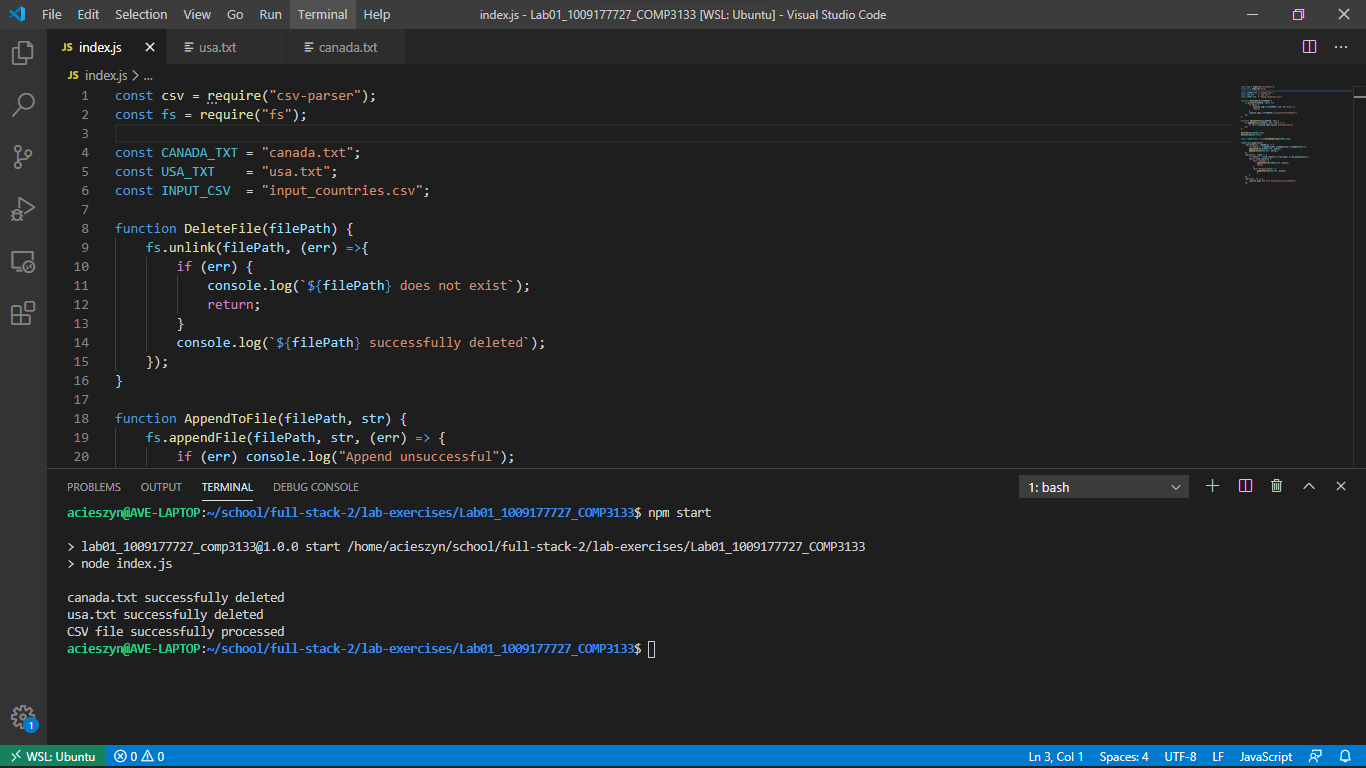 File Edit Selection View Go Run Terminal Help index.js - Lab01_1009177727_COMP3133 [WSL: Ubuntu] - Visual Studio Code
JS index.js usa.txt canada.txt
JS index.js > ...
1 const csv = require("csv-parser");
2 const fs = require("fs");
3
4 const CANADA_TXT = "canada.txt";
5 const USA_TXT    = "usa.txt";
6 const INPUT_CSV  = "input_countries.csv";
7
8 function DeleteFile(filePath) {
9     fs.unlink(filePath, (err) =>{
10         if (err) {
11             console.log(`${filePath} does not exist`);
12             return;
13         }
14         console.log(`${filePath} successfully deleted`);
15     });
16 }
17
18 function AppendToFile(filePath, str) {
19     fs.appendFile(filePath, str, (err) => {
20         if (err) console.log("Append unsuccessful");
PROBLEMS OUTPUT TERMINAL DEBUG CONSOLE 1: bash
acieszyn@AVE-LAPTOP:~/school/full-stack-2/lab-exercises/Lab01_1009177727_COMP3133$ npm start
> lab01_1009177727_comp3133@1.0.0 start /home/acieszyn/school/full-stack-2/lab-exercises/Lab01_1009177727_COMP3133
> node index.js
canada.txt successfully deleted
usa.txt successfully deleted
CSV file successfully processed
acieszyn@AVE-LAPTOP:~/school/full-stack-2/lab-exercises/Lab01_1009177727_COMP3133$
1
WSL: Ubuntu 0 0 Ln 3, Col 1 Spaces: 4 UTF-8 LF JavaScript